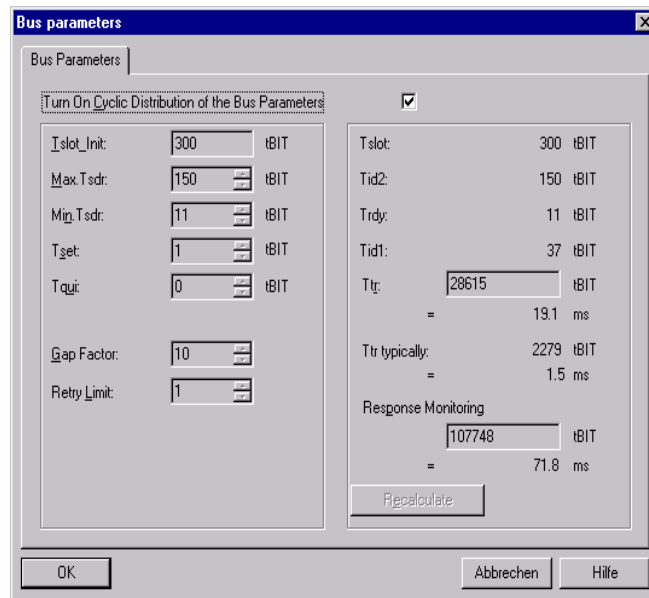 Bus parameters
Bus Parameters
Turn On Cyclic Distribution of the Bus Parameters
Tslot_Init: 300 tBIT
Max.Tsdr: 150 tBIT
Min.Tsdr: 11 tBIT
Tset: 1 tBIT
Tqui: 0 tBIT
Gap Factor: 10
Retry Limit: 1
Tslot: 300 tBIT
Tid2: 150 tBIT
Trdy: 11 tBIT
Tid1: 37 tBIT
Ttr: 28615 tBIT
= 19.1 ms
Ttr typically: 2279 tBIT
= 1.5 ms
Response Monitoring
107748 tBIT
= 71.8 ms
Recalculate
OK Abbrechen Hilfe